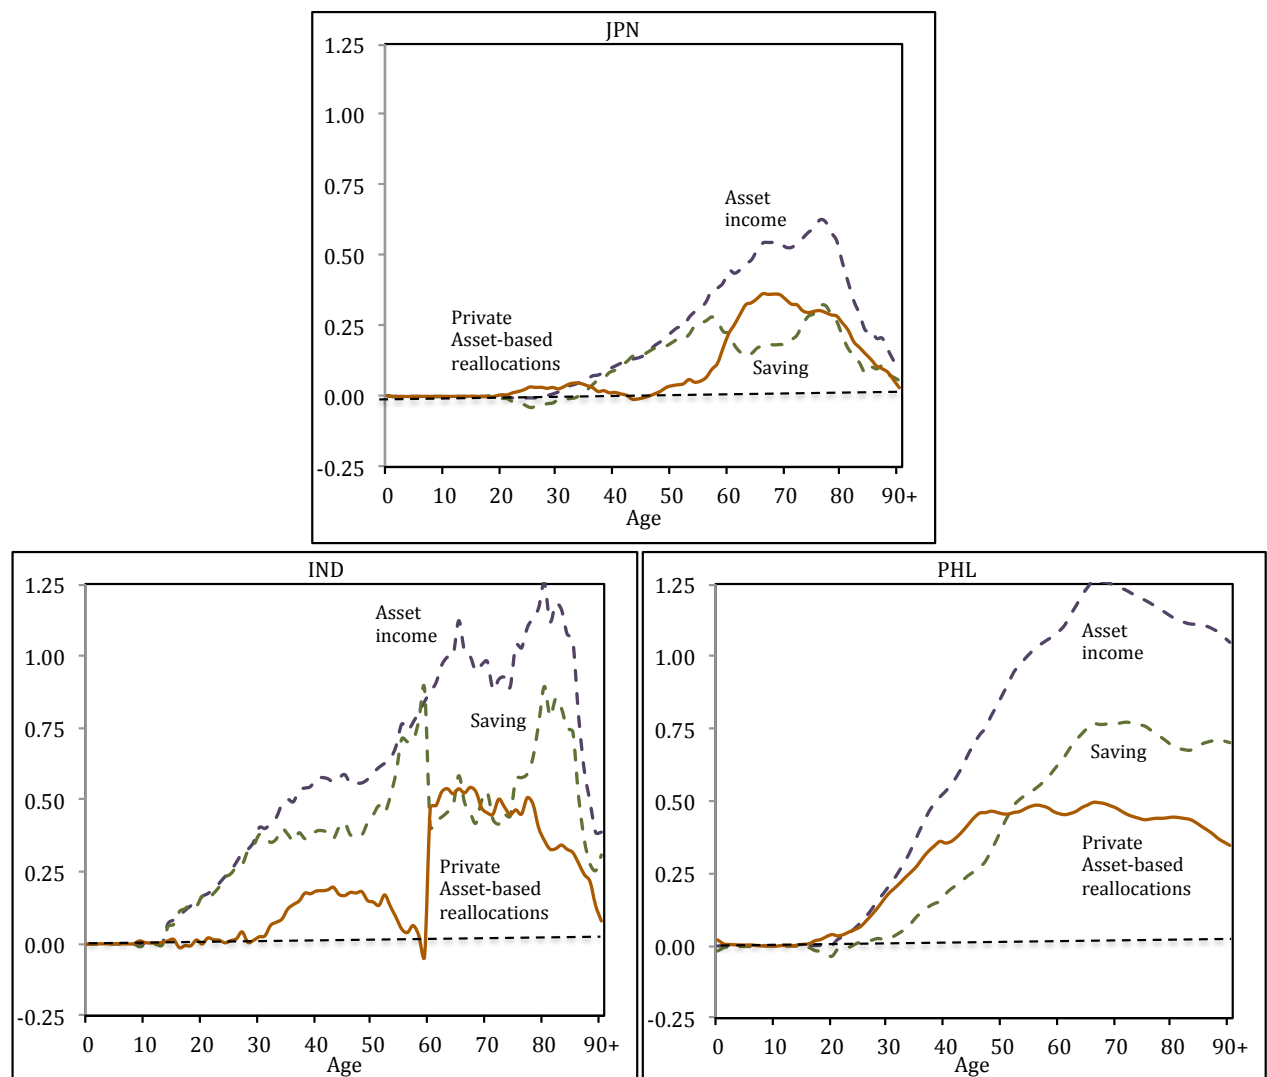 JPN
1.25
1.00
0.75
0.50
0.25
0.00
-0.25
Asset
income
Private
Asset-based
reallocations
Saving
0 10 20 30 40 50 60 70 80 90+
Age
IND
1.25
1.00
0.75
0.50
0.25
0.00
-0.25
Asset
income
Saving
Private
Asset-based
reallocations
0 10 20 30 40 50 60 70 80 90+
Age
PHL
1.25
1.00
0.75
0.50
0.25
0.00
-0.25
Asset
income
Saving
Private
Asset-based
reallocations
0 10 20 30 40 50 60 70 80 90+
Age